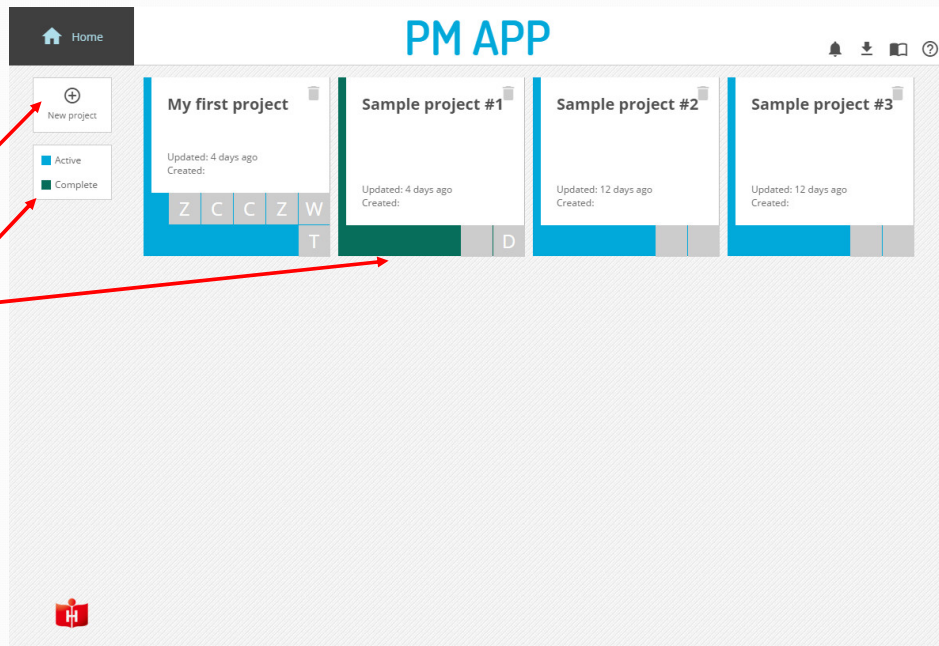 Home
PM APP
New project
Active
Complete
My first project
Updated: 4 days ago
Created:
Z C C Z W
T
Sample project #1
Updated: 4 days ago
Created:
D
Sample project #2
Updated: 12 days ago
Created:
Sample project #3
Updated: 12 days ago
Created:
H